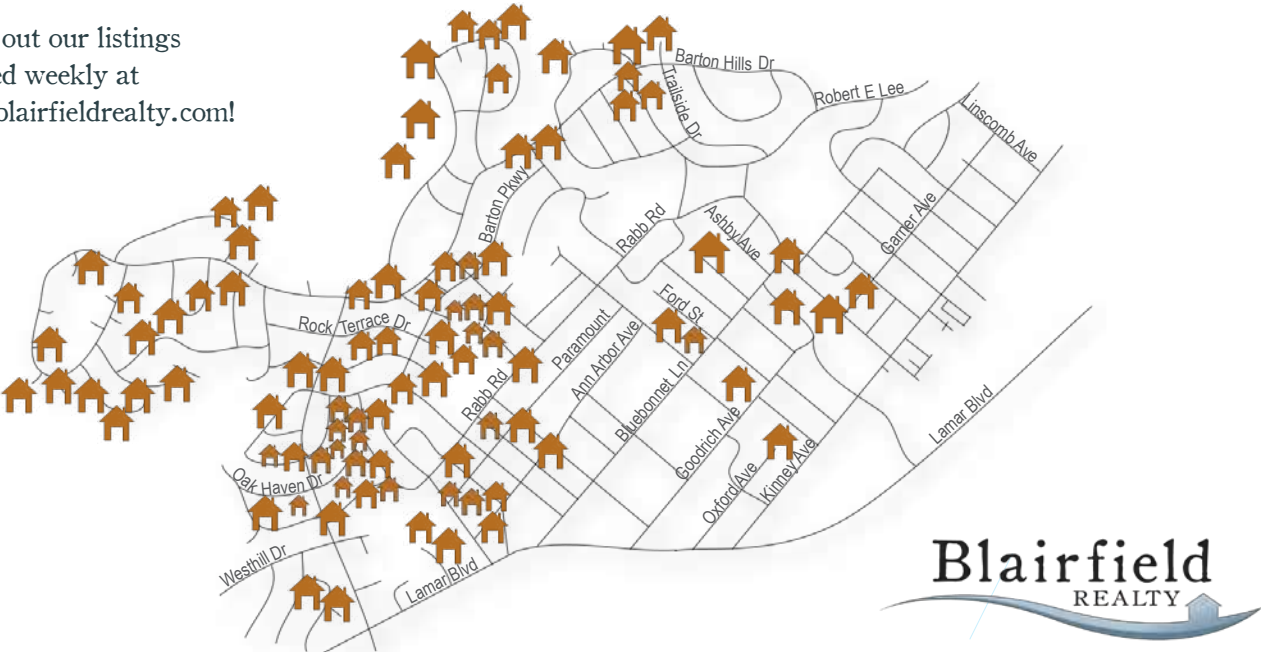 out our listings
ed weekly at
blairfieldrealty.com!
Barton Hills Dr
Trailside Dr
Robert E Lee
Linscomb Ave
Barton Pkwy
Rabb Rd
Ashby Ave
Garner Ave
Ford St
Rock Terrace Dr
Paramount
Ann Arbor Ave
Rabb Rd
Bluebonnet Ln
Goodrich Ave
Lamar Blvd
Oak Haven Dr
Oxford Ave
Kinney Ave
Westhill Dr
Lamar Blvd
Blairfield
REALTY